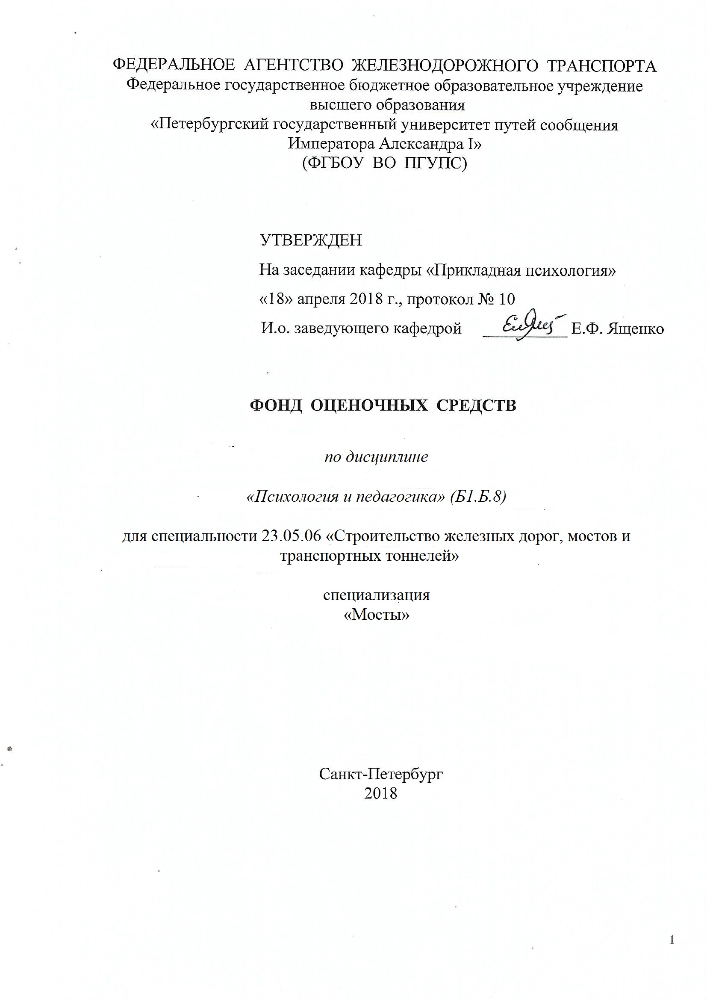 ФЕДЕРАЛЬНОЕ АГЕНТСТВО ЖЕЛЕЗНОДОРОЖНОГО ТРАНСПОРТА
Федеральное государственное бюджетное образовательное учреждение
высшего образования
«Петербургский государственный университет путей сообщения
Императора Александра I»
(ФГБОУ ВО ПГУПС)
УТВЕРЖДЕН
На заседании кафедры «Прикладная психология»
«18» апреля 2018 г., протокол № 10
И.о. заведующего кафедрой __________ Е.Ф. Ященко
ФОНД ОЦЕНОЧНЫХ СРЕДСТВ
по дисциплине
«Психология и педагогика» (Б1.Б.8)
для специальности 23.05.06 «Строительство железных дорог, мостов и
транспортных тоннелей»
специализация
«Мосты»
Санкт-Петербург
2018
1